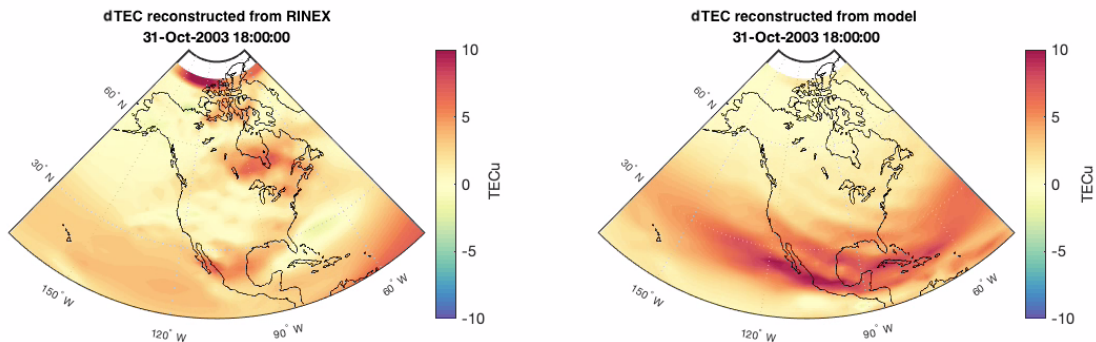 dTEC reconstructed from RINEX
31-Oct-2003 18:00:00
10
5
0
-5
-10
TECu
60° N
30° N
150° W
120° W
90° W
60° W
dTEC reconstructed from model
31-Oct-2003 18:00:00
10
5
0
-5
-10
TECu
60° N
30° N
150° W
120° W
90° W
60° W